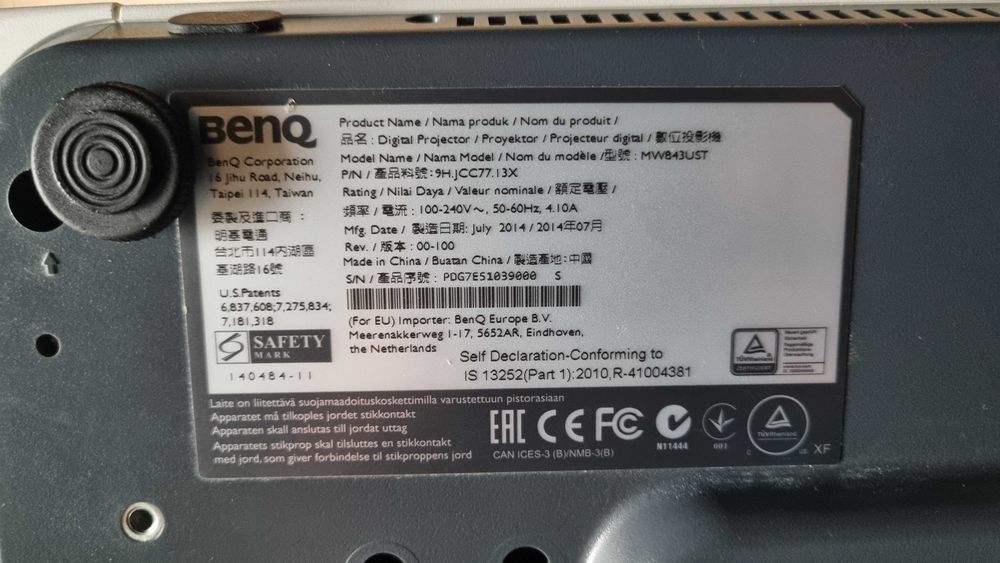 BenQ
BenQ Corporation
16 Jihu Road, Neihu,
Taipei 114, Taiwan
委製及進口商：
明基電通
台北市114內湖區
基湖路16號
U.S.Patents
6,837,608;7,275,834;
7,181,318
SAFETY
MARK
140484-11
Product Name / Nama produk / Nom du produit /
品名 : Digital Projector / Proyektor / Projecteur digital / 數位投影機
Model Name / Nama Model / Nom du modèle /型號 : MW843UST
P/N / 產品料號:9H.JCC77.13X
Rating / Nilai Daya / Valeur nominale / 額定電壓 /
頻率 / 電流 : 100-240V～, 50-60Hz, 4.10A
Mfg. Date / 製造日期: July 2014 / 2014年07月
Rev. / 版本 : 00-100
Made in China / Buatan China / 製造產地:中國
S/N / 產品序號 : PDG7E51039000 S
(For EU) Importer: BenQ Europe B.V.
Meerenakkerweg 1-17, 5652AR, Eindhoven,
the Netherlands
Self Declaration-Conforming to
IS 13252(Part 1):2010,R-41004381
TÜVRheinland
ZERTIFIZIERT
Laite on liitettävä suojamaadoituskoskettimilla varustettuun pistorasiaan
Apparatet må tilkoples jordet stikkontakt
Apparaten skall anslutas till jordat uttag
Apparatets stikprop skal tilsluttes en stikkontakt
med jord, som giver forbindelse til stikproppens jord
EAC CE FC
N11444
001
CAN ICES-3 (B)/NMB-3(B)
TÜVRheinland
C US
XF